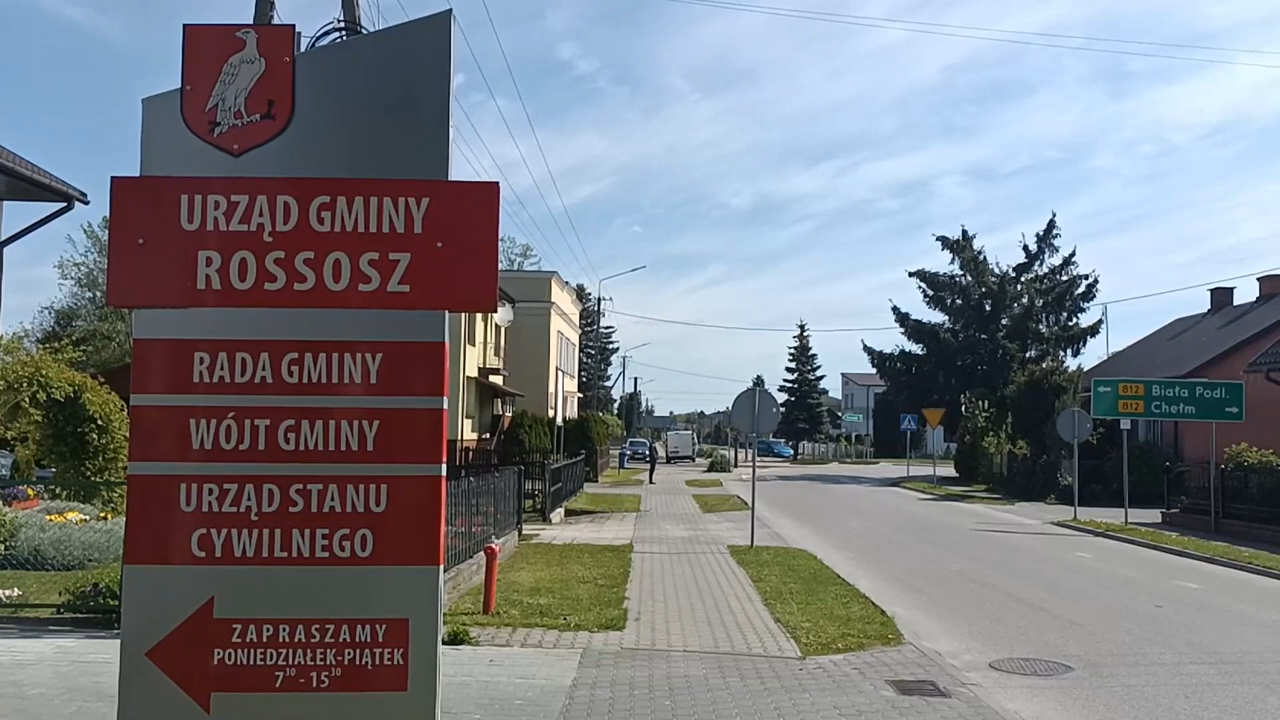 URZĄD GMINY
ROSSOSZ
RADA GMINY
WÓJT GMINY
URZĄD STANU
CYWILNEGO
ZAPRASZAMY
PONIEDZIAŁEK-PIĄTEK
7³⁰ - 15³⁰
812 Biała Podl.
812 Chełm